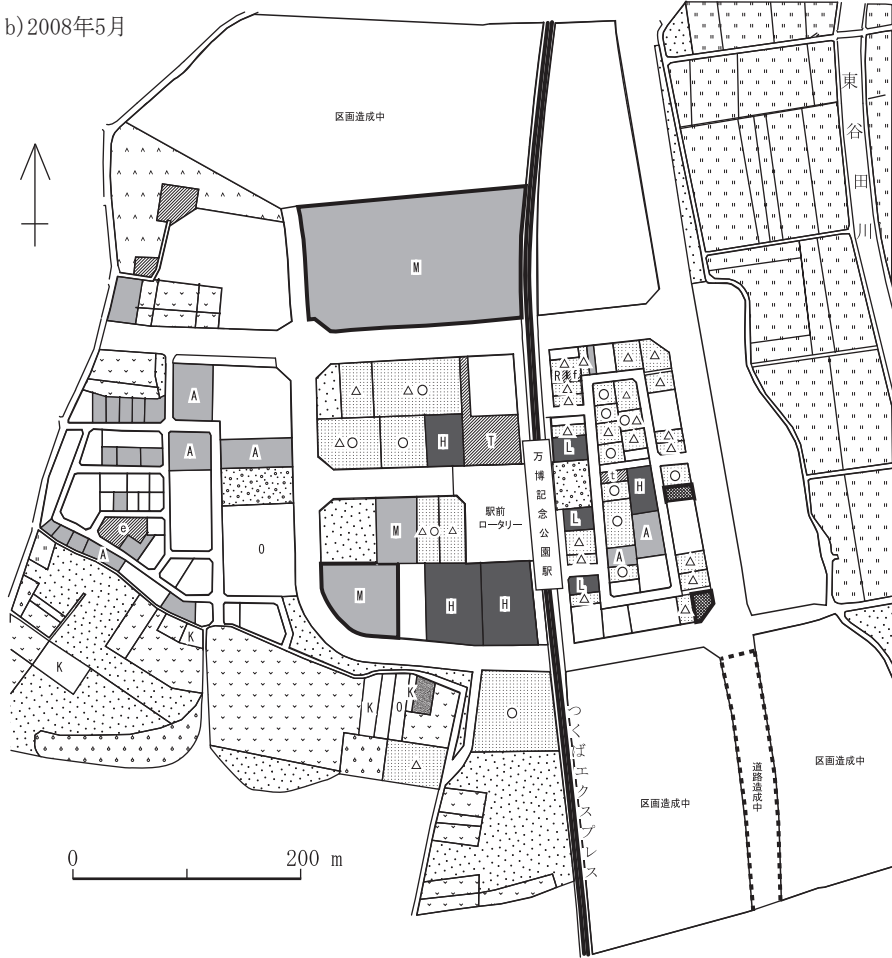 b)2008年5月
区画造成中
東谷田川
M
A
A
A
H
T
R
f
L
万博記念公園駅
駅前
ロータリー
t
H
e
O
M
L
A
A
A
M
H
H
L
K
K
K
O
K
つくばエクスプレス
区画造成中
道路造成中
区画造成中
0
200 m